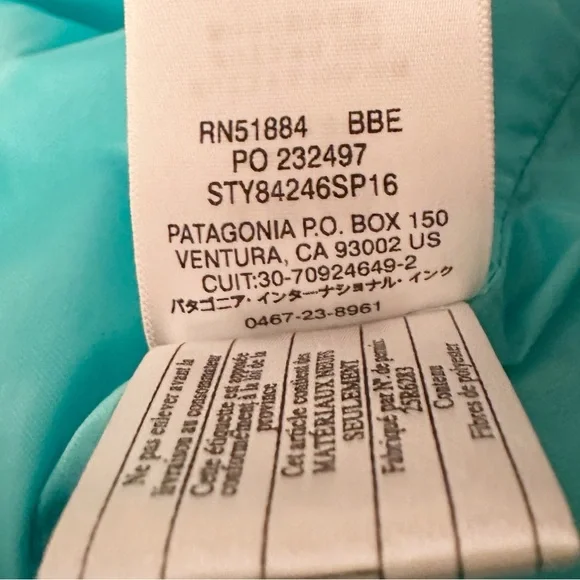 RN51884 BBE
PO 232497
STY84246SP16
PATAGONIA P.O. BOX 150
VENTURA, CA 93002 US
CUIT:30-70924649-2
パタゴニア・インターナショナル・インク
0467-23-8961
Ne pas enlever avant la
livraison au consommateur
Cette étiquette est apposée
conformément à la loi de la
province
Cet article contient des
MATÉRIAUX NEUFS
SEULEMENT
Fabriqué par N° de permis
25R6283
Contenu
Fibres de polyester